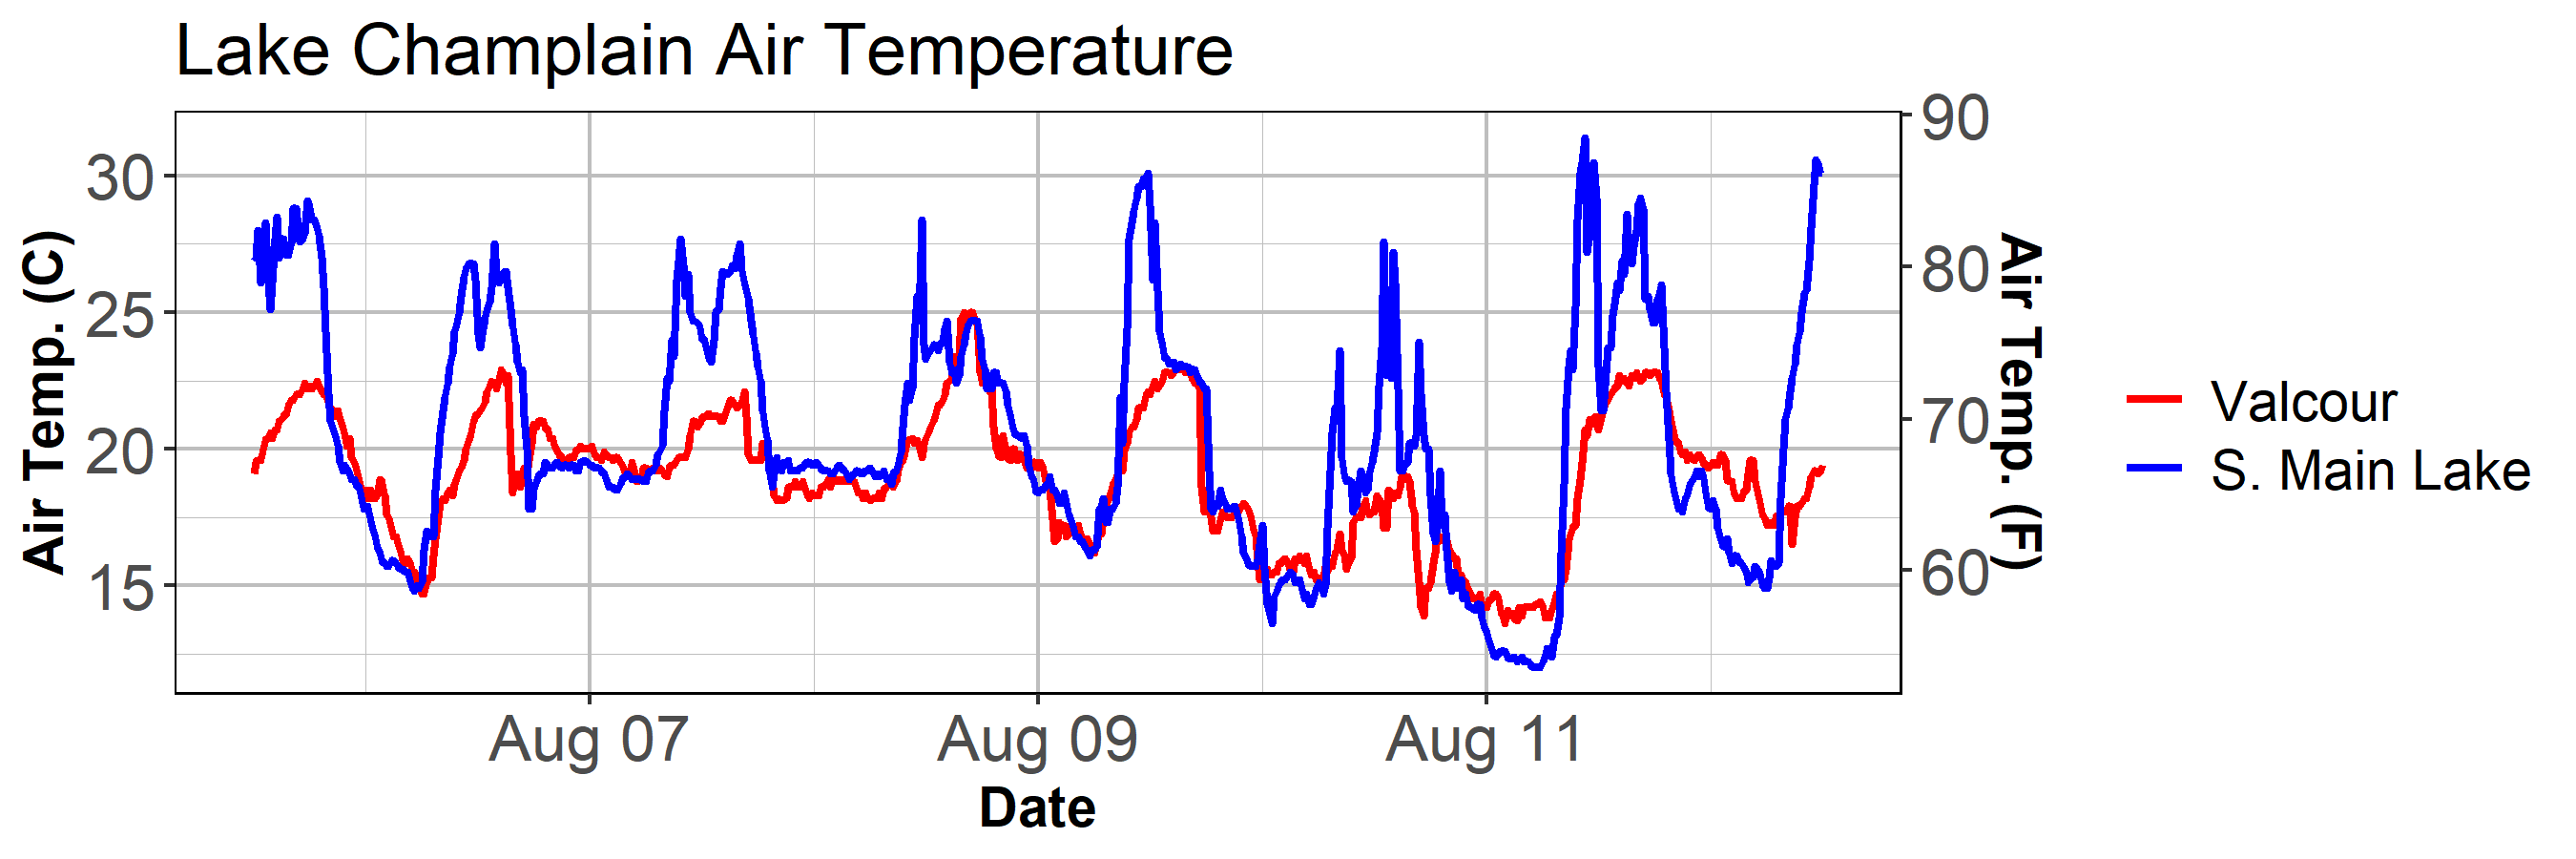 Lake Champlain Air Temperature
Air Temp. (C)
30
25
20
15
90
80
70
60
Air Temp. (F)
Aug 07
Aug 09
Aug 11
Date
Valcour
S. Main Lake